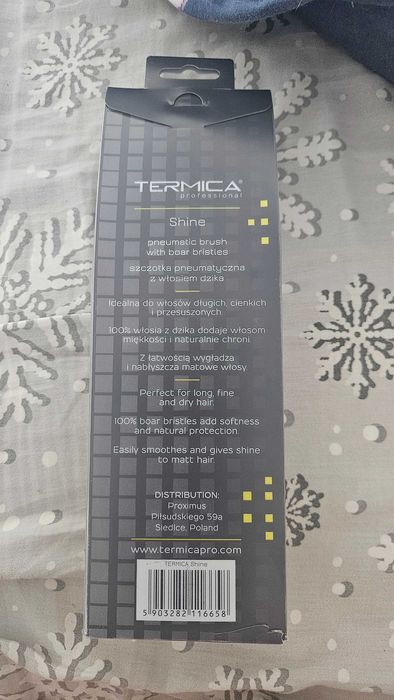 TERMICA®
professional
Shine
pneumatic brush
with boar bristles
szczotka pneumatyczna
z włosiem dzika
Idealna do włosów długich, cienkich
i przesuszonych.
100% włosia z dzika dodaje włosom
miękkości i naturalnie chroni.
Z łatwością wygładza
i nabłyszcza matowe włosy.
Perfect for long, fine
and dry hair.
100% boar bristles add softness
and natural protection.
Easily smoothes and gives shine
to matt hair.
DISTRIBUTION:
Proximus
Piłsudskiego 59a
Siedlce, Poland
www.termicapro.com
TERMICA Shine
5 903282 116658